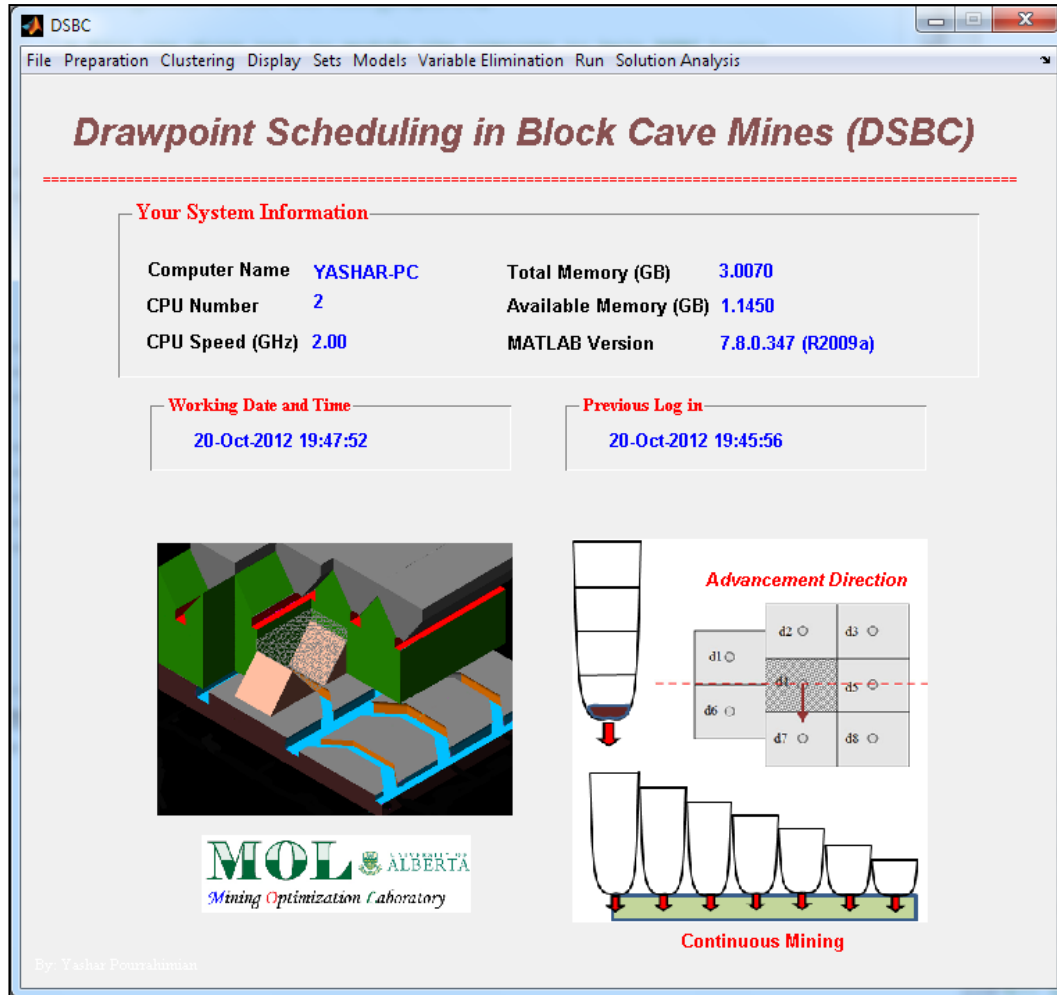 DSBC
File Preparation Clustering Display Sets Models Variable Elimination Run Solution Analysis
Drawpoint Scheduling in Block Cave Mines (DSBC)
Your System Information
Computer Name YASHAR-PC
CPU Number 2
CPU Speed (GHz) 2.00
Total Memory (GB) 3.0070
Available Memory (GB) 1.1450
MATLAB Version 7.8.0.347 (R2009a)
Working Date and Time
20-Oct-2012 19:47:52
Previous Log in
20-Oct-2012 19:45:56
Advancement Direction
d2 d3
d1
d5
d6
d7 d8
MOL
UNIVERSITY OF
ALBERTA
Mining Optimization Laboratory
Continuous Mining
By: Yashar Pourrahimian